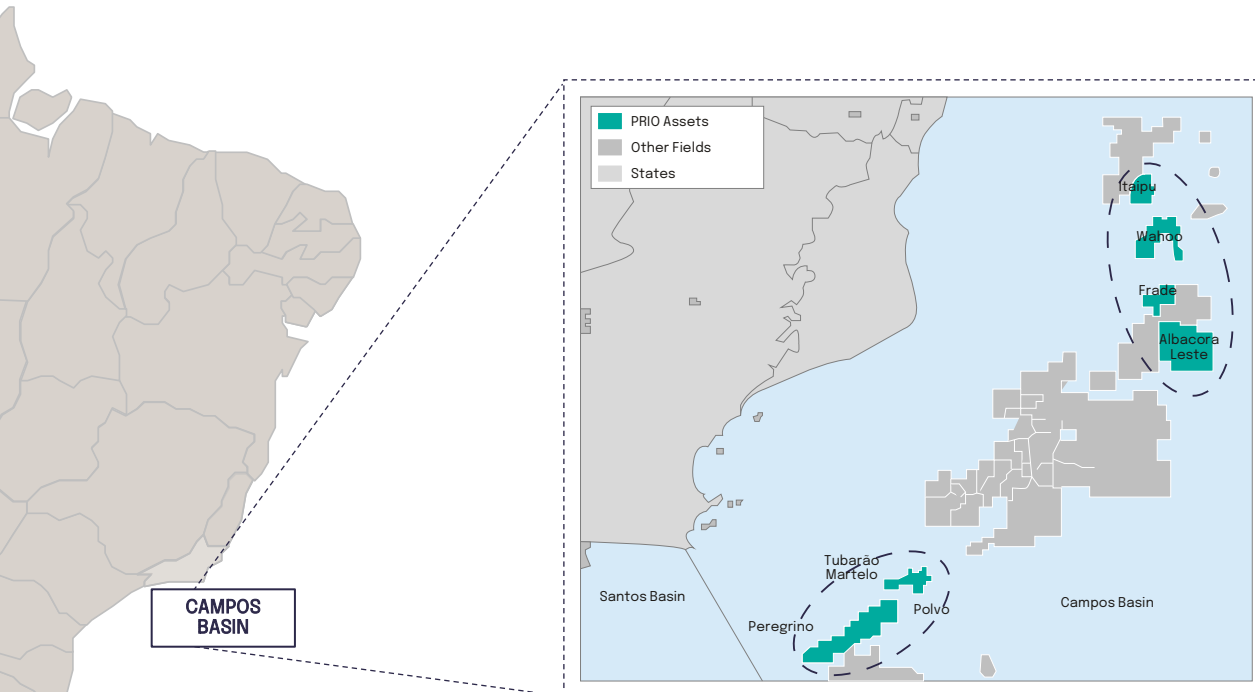 PRIO Assets
Other Fields
States
Itaipu
Wahoo
Frade
Albacora
Leste
Tubarão
Martelo
Polvo
Peregrino
Santos Basin
Campos Basin
CAMPOS
BASIN